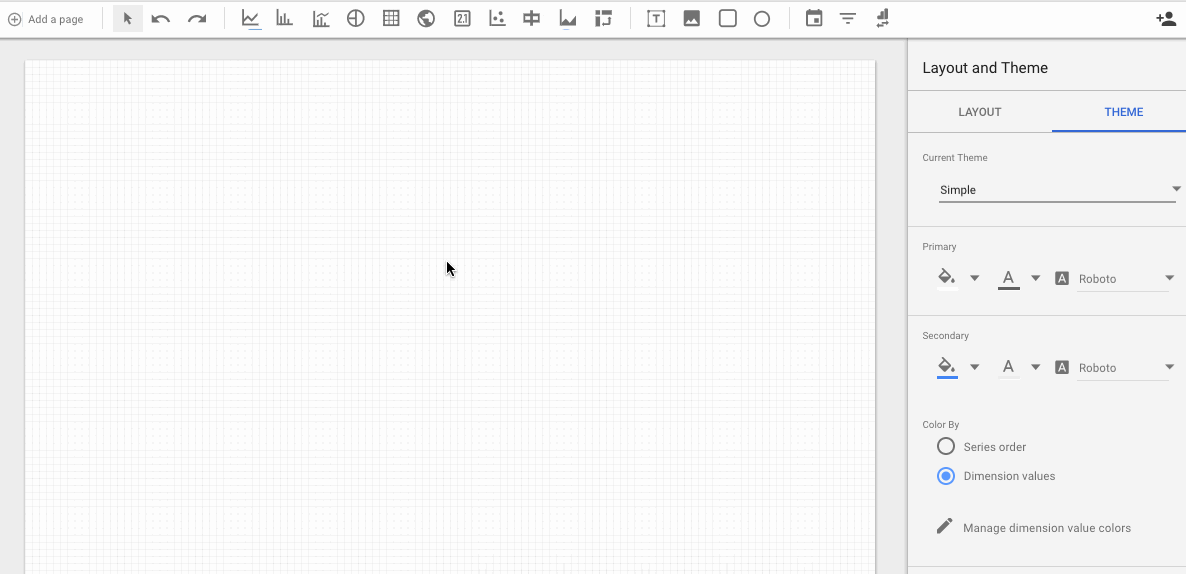 Add a page
2.1
T
Layout and Theme
LAYOUT
THEME
Current Theme
Simple
Primary
A
A
Roboto
Secondary
A
A
Roboto
Color By
Series order
Dimension values
Manage dimension value colors